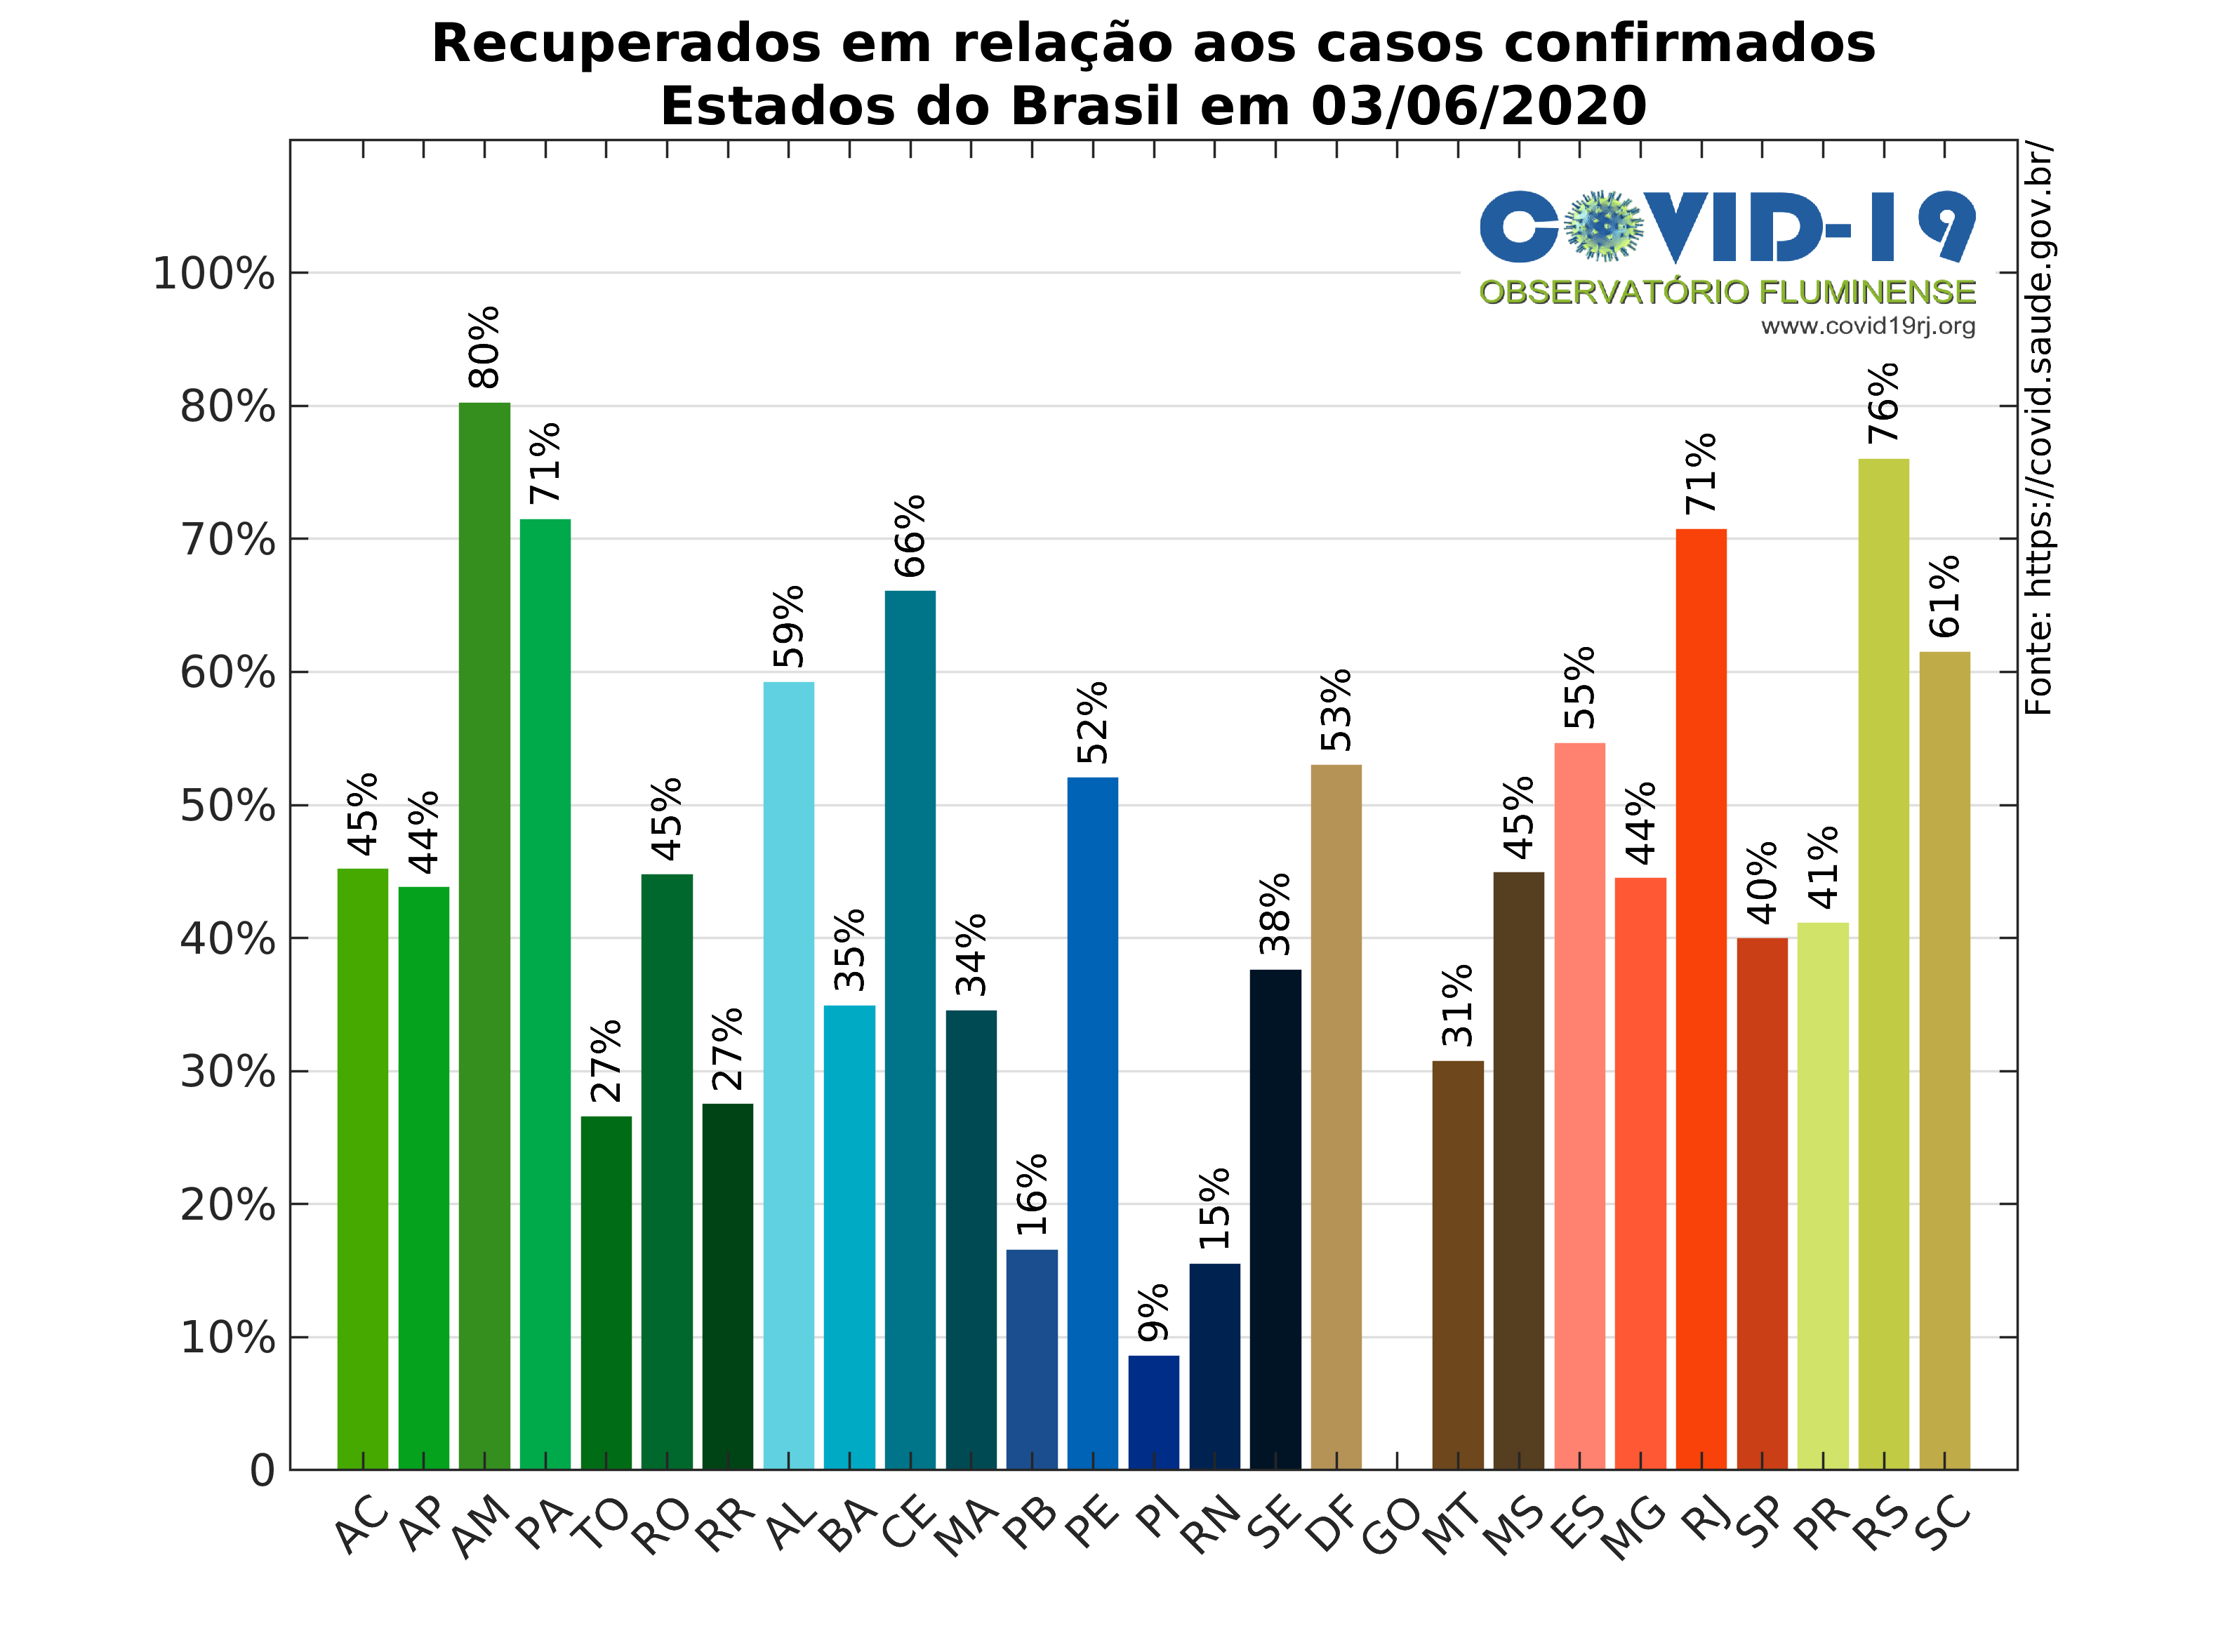 Recuperados em relação aos casos confirmados
Estados do Brasil em 03/06/2020
COVID-19
OBSERVATÓRIO FLUMINENSE
www.covid19rj.org
Fonte: https://covid.saude.gov.br/
100%
80%
70%
60%
50%
40%
30%
20%
10%
0
45%
44%
80%
71%
27%
45%
27%
59%
35%
66%
34%
16%
52%
9%
15%
38%
53%
31%
45%
55%
44%
71%
40%
41%
76%
61%
AC
AP
AM
PA
TO
RO
RR
AL
BA
CE
MA
PB
PE
PI
RN
SE
DF
GO
MT
MS
ES
MG
RJ
SP
PR
RS
SC